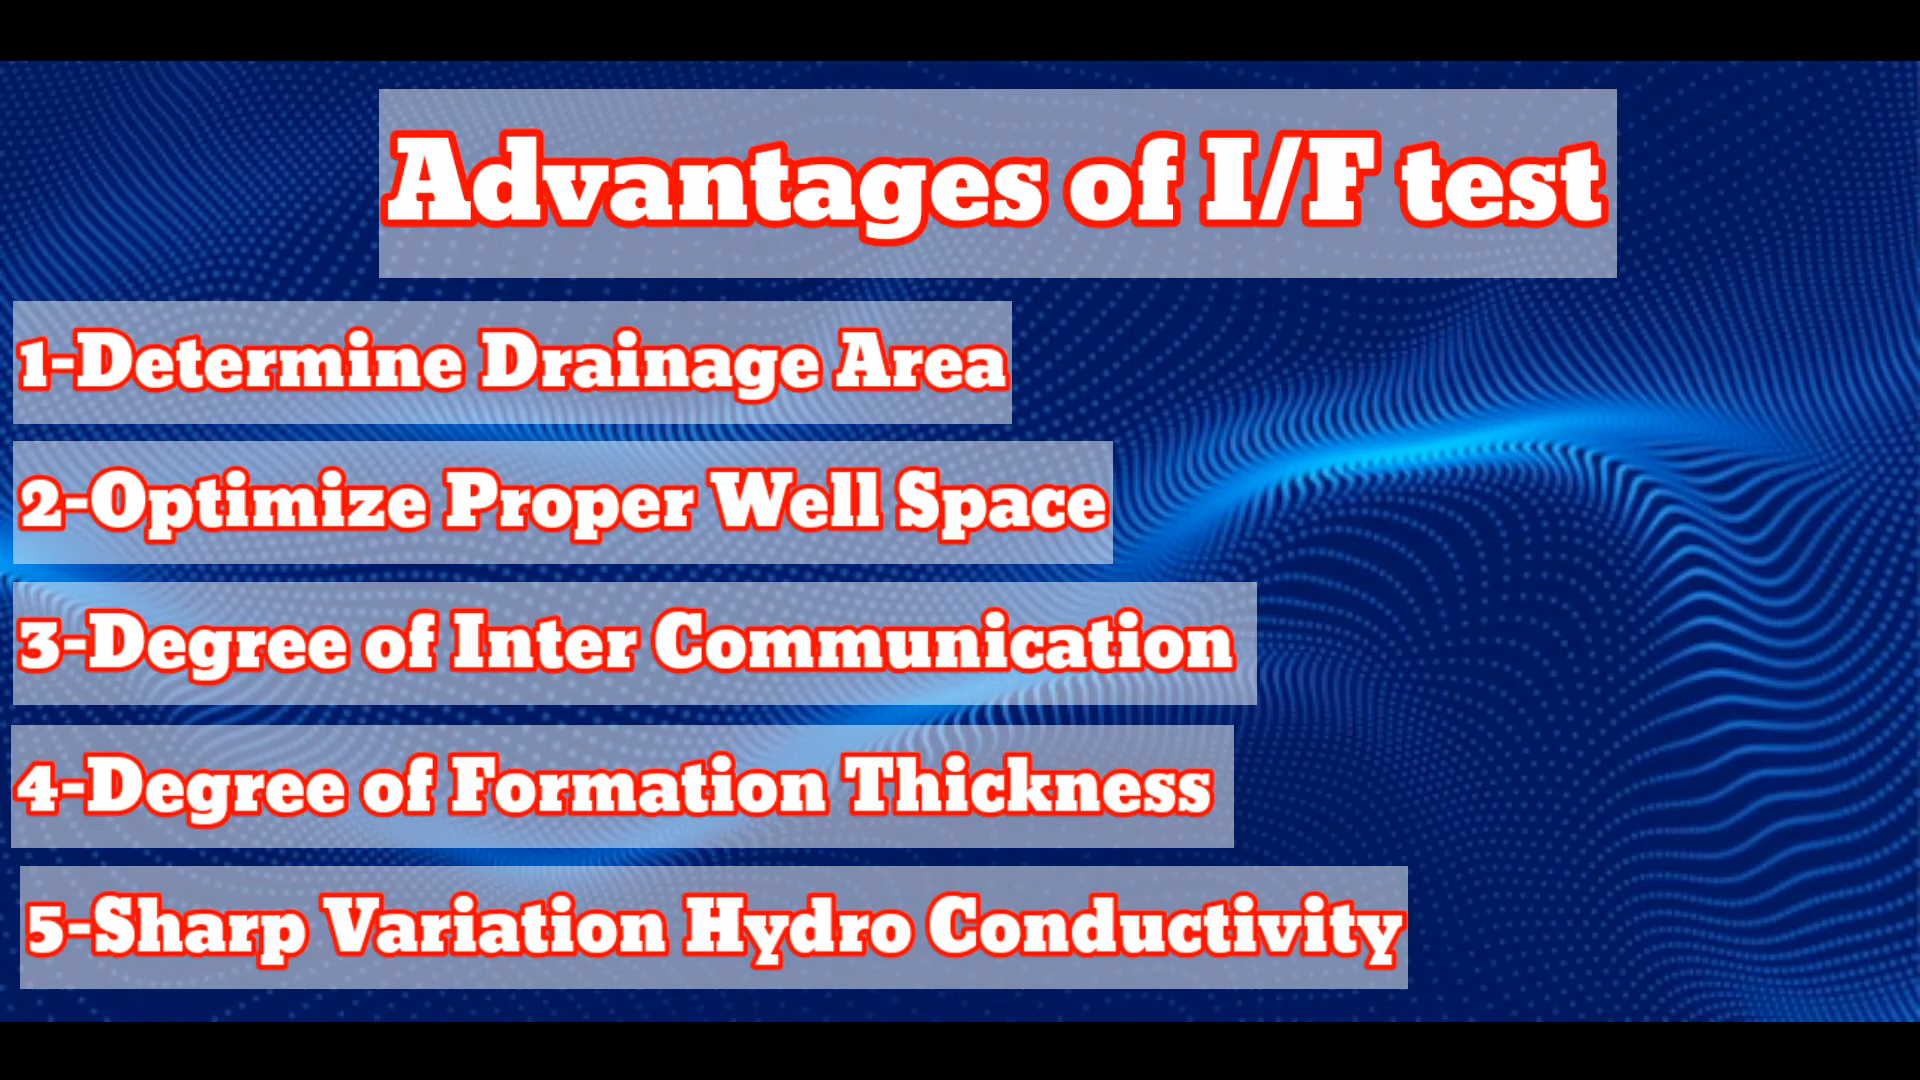 Advantages of I/F test
1-Determine Drainage Area
2-Optimize Proper Well Space
3-Degree of Inter Communication
4-Degree of Formation Thickness
5-Sharp Variation Hydro Conductivity